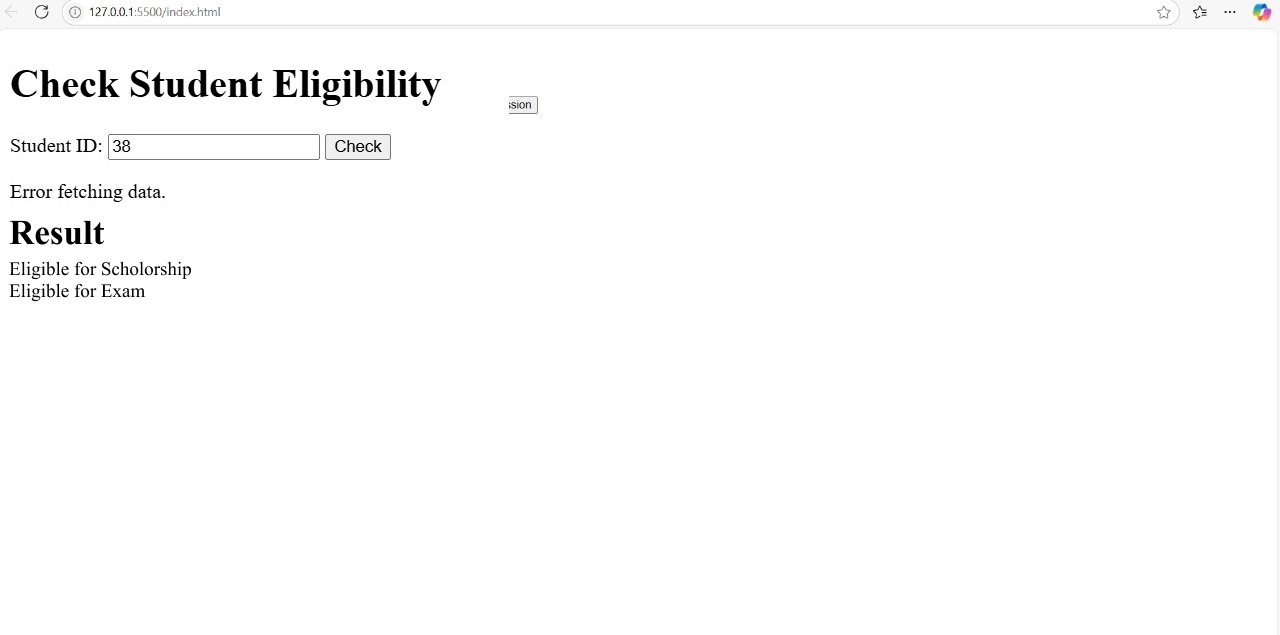 127.0.0.1:5500/index.html
Check Student Eligibility
Student ID: 38 Check
Error fetching data.
Result
Eligible for Scholorship
Eligible for Exam